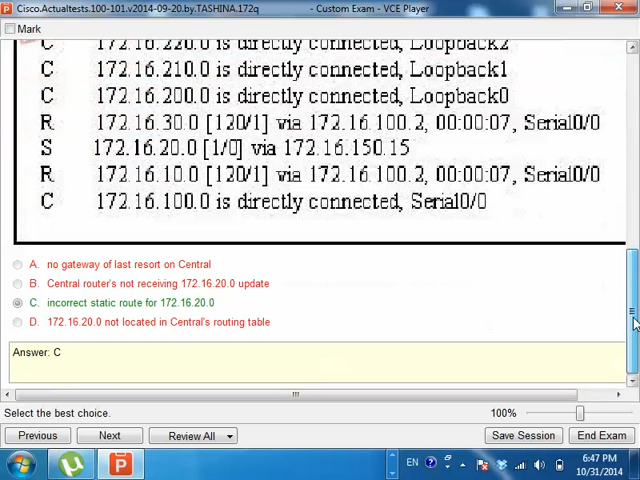 Cisco.Actualtests.100-101.v2014-09-20.by.TASHINA.172q - Custom Exam - VCE Player
Mark
C 172.16.220.0 is directly connected, Loopback2
C 172.16.210.0 is directly connected, Loopback1
C 172.16.200.0 is directly connected, Loopback0
R 172.16.30.0 [120/1] via 172.16.100.2, 00:00:07, Serial0/0
S 172.16.20.0 [1/0] via 172.16.150.15
R 172.16.10.0 [120/1] via 172.16.100.2, 00:00:07, Serial0/0
C 172.16.100.0 is directly connected, Serial0/0
A. no gateway of last resort on Central
B. Central router's not receiving 172.16.20.0 update
C. incorrect static route for 172.16.20.0
D. 172.16.20.0 not located in Central's routing table
Answer: C
Select the best choice. 100%
Previous Next Review All Save Session End Exam
EN 6:47 PM
10/31/2014